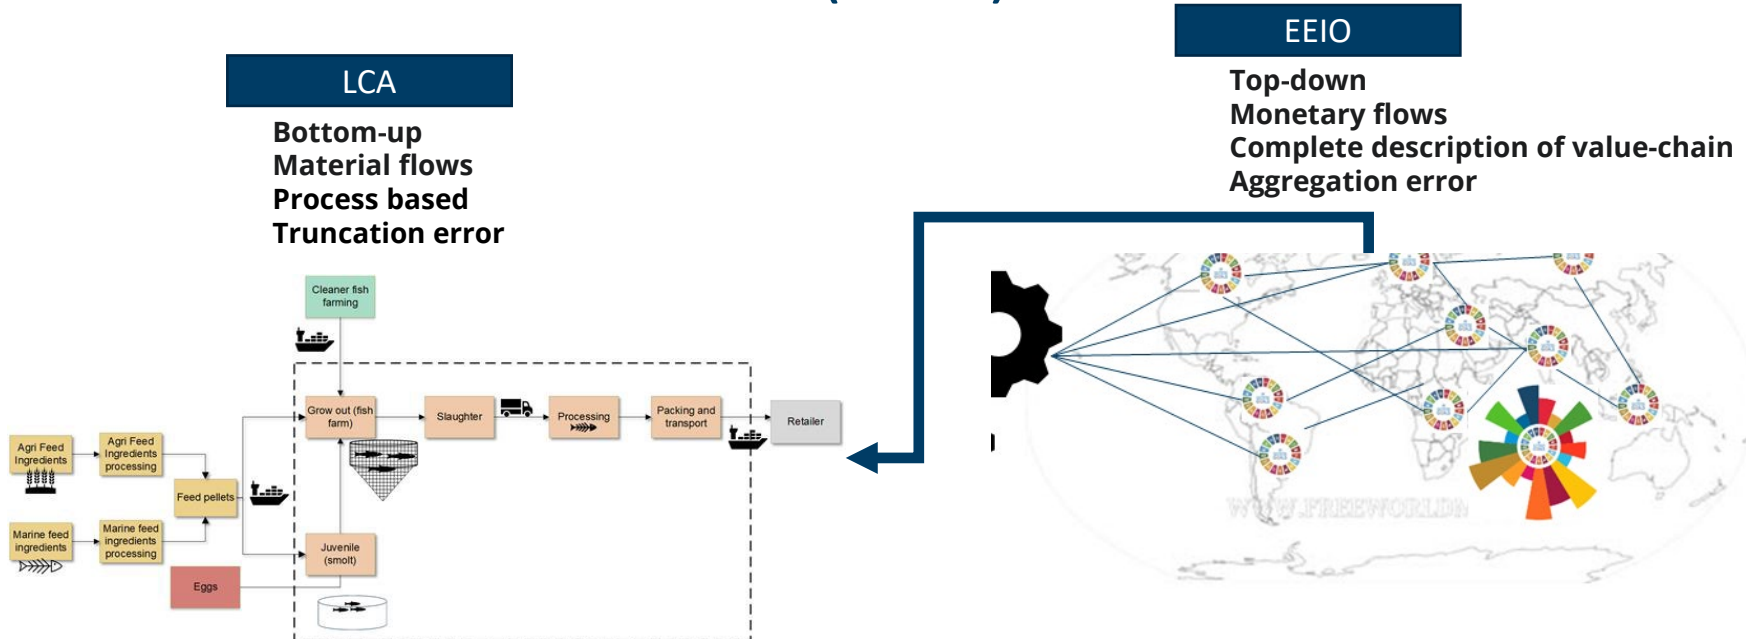 EEIO
Top-down
Monetary flows
Complete description of value-chain
Aggregation error
LCA
Bottom-up
Material flows
Process based
Truncation error
Cleaner fish
farming
Grow out (fish
farm)
Slaughter
Processing
Packing and
transport
Retailer
Agri Feed
Ingredients
Agri Feed
Ingredients
processing
Feed pellets
Marine feed
ingredients
Marine feed
ingredients
processing
Juvenile
(smolt)
Eggs